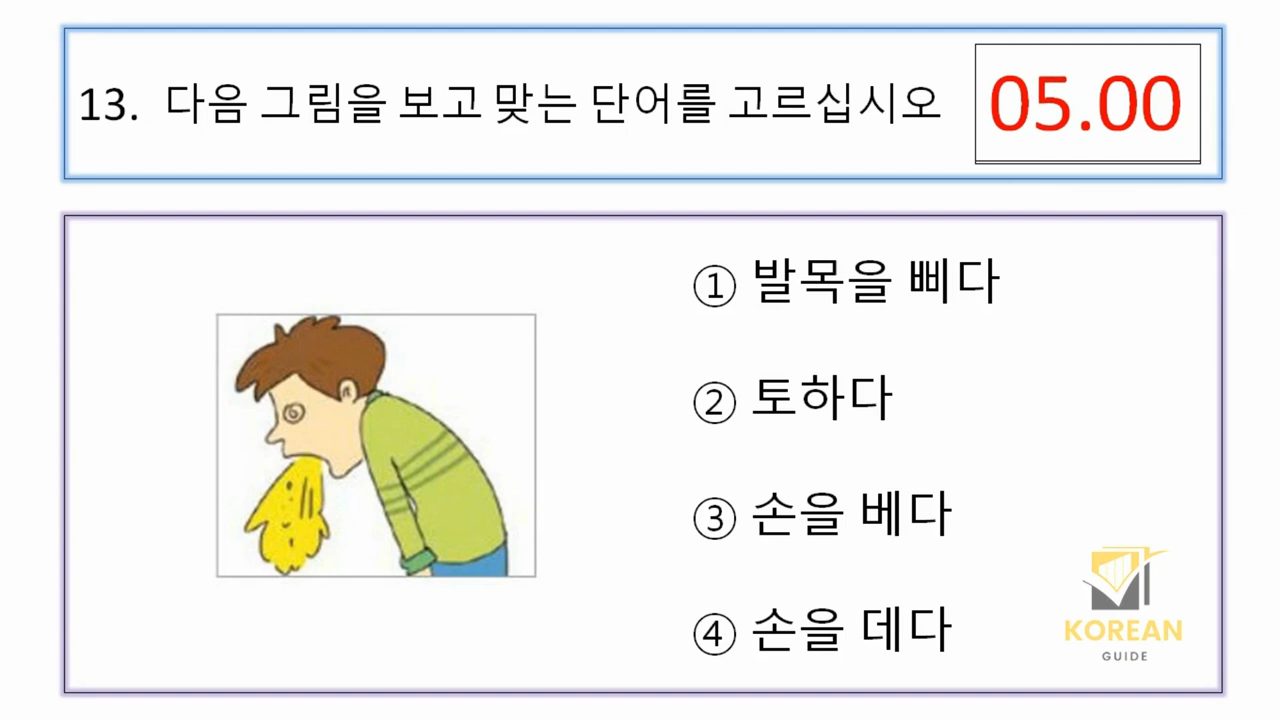 13. 다음 그림을 보고 맞는 단어를 고르십시오
05.00
① 발목을 삐다
② 토하다
③ 손을 베다
④ 손을 데다
KOREAN
GUIDE